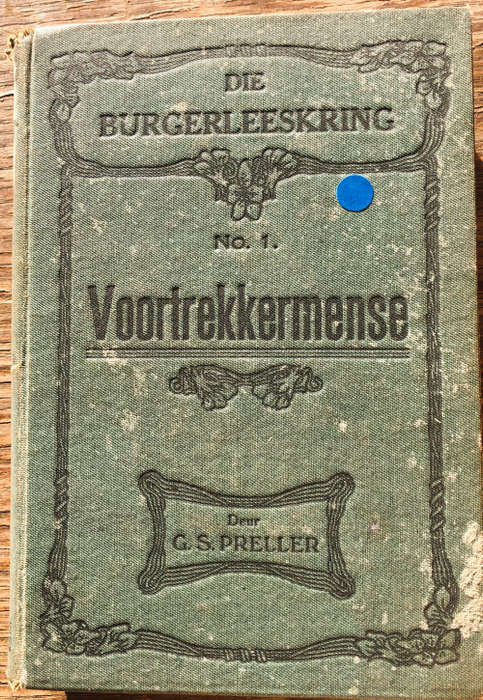 DIE
BURGERLEESKRING
No. 1.
Voortrekkermense
Deur
G. S. PRELLER